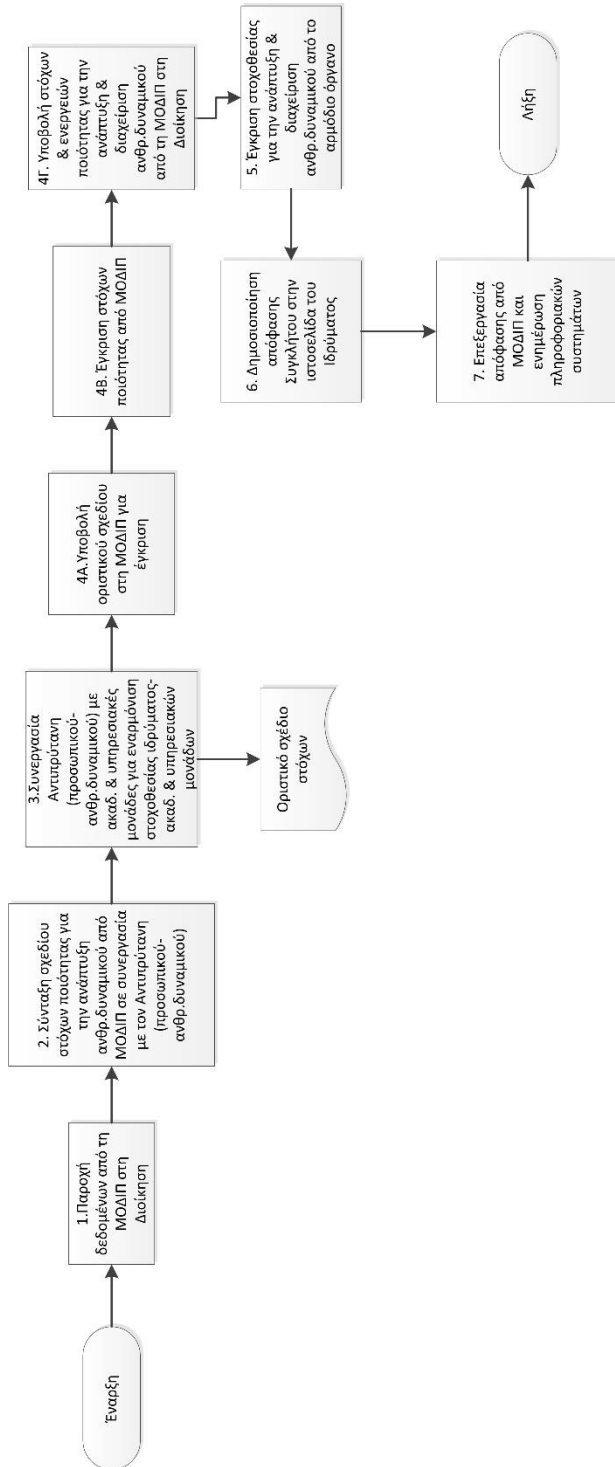 Έναρξη
1.Παροχή
δεδομένων από τη
ΜΟΔΙΠ στη
Διοίκηση
2. Σύνταξη σχεδίου
στόχων ποιότητας για
την ανάπτυξη
ανθρ.δυναμικού από
ΜΟΔΙΠ σε συνεργασία
με τον Αντιπρύτανη
(προσωπικού-
ανθρ.δυναμικού)
3.Συνεργασία
Αντιπρύτανη
(προσωπικού-
ανθρ.δυναμικού) με
ακαδ. & υπηρεσιακές
μονάδες για εναρμόνιση
στοχοθεσίας ιδρύματος-
ακαδ. & υπηρεσιακών
μονάδων
Οριστικό σχέδιο
στόχων
4Α.Υποβολή
οριστικού σχεδίου
στη ΜΟΔΙΠ για
έγκριση
4Β. Έγκριση στόχων
ποιότητας από ΜΟΔΙΠ
4Γ. Υποβολή στόχων
& ενεργειών
ποιότητας για την
ανάπτυξη &
διαχείριση
ανθρ.δυναμικού
από τη ΜΟΔΙΠ στη
Διοίκηση
5. Έγκριση στοχοθεσίας
για την ανάπτυξη &
διαχείριση
ανθρ.δυναμικού από το
αρμόδιο όργανο
6. Δημοσιοποίηση
απόφασης
Συγκλήτου στην
ιστοσελίδα του
Ιδρύματος
7. Επεξεργασία
απόφασης από
ΜΟΔΙΠ και
ενημέρωση
πληροφοριακών
συστημάτων
Λήξη